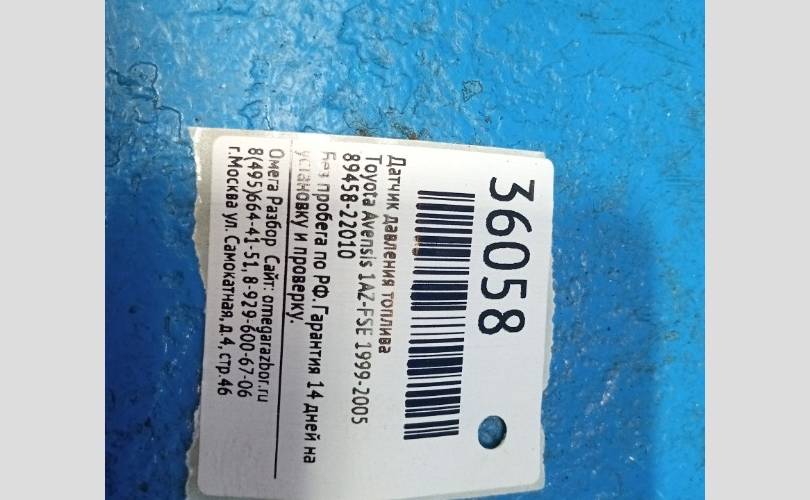 36058
Датчик давления топлива
Toyota Avensis 1AZ-FSE 1999-2005
89458-22010
Без пробега по РФ.Гарантия 14 дней на
установку и проверку.
Омега Разбор Сайт: omegarazbor.ru
8(495)664-41-51, 8-929-600-67-06
г.Москва ул. Самокатная, д.4, стр.46